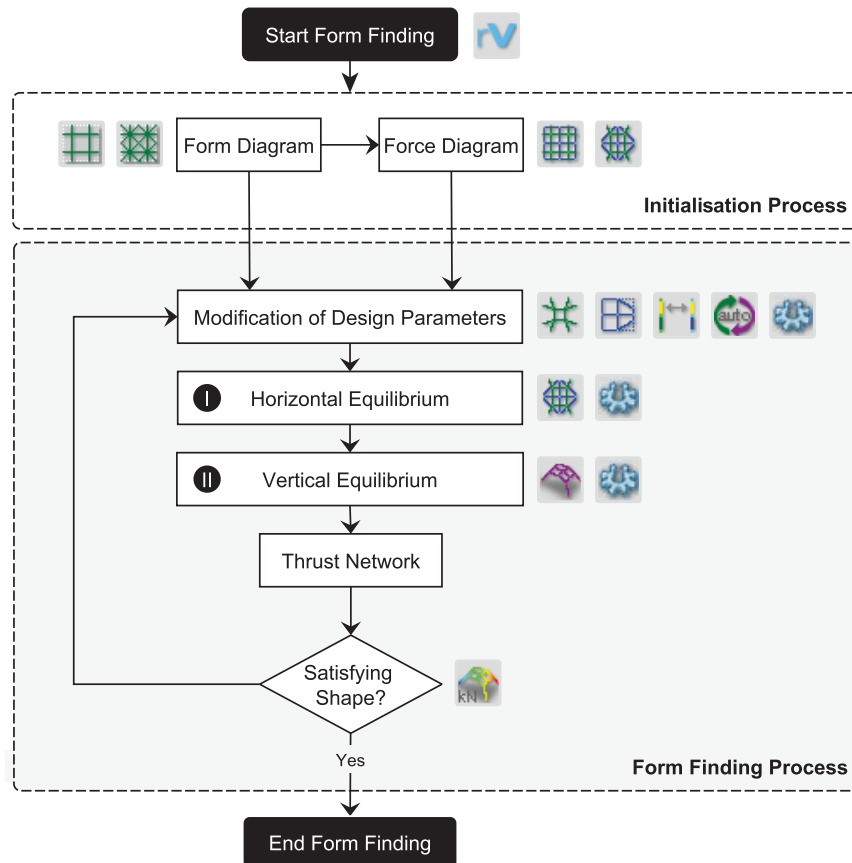 Start Form Finding
rV
Form Diagram
Force Diagram
Initialisation Process
Modification of Design Parameters
auto
I
Horizontal Equilibrium
II
Vertical Equilibrium
Thrust Network
Satisfying
Shape?
kN
Yes
Form Finding Process
End Form Finding